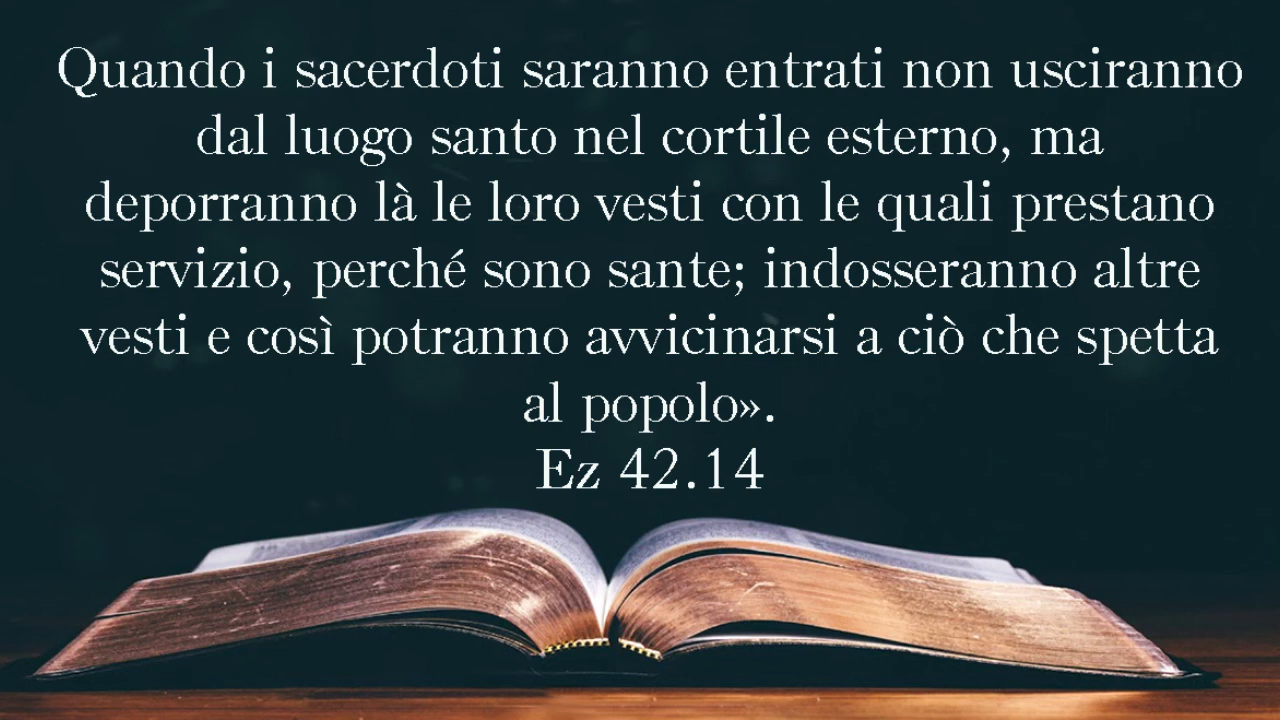 Quando i sacerdoti saranno entrati non usciranno
dal luogo santo nel cortile esterno, ma
deporranno là le loro vesti con le quali prestano
servizio, perché sono sante; indosseranno altre
vesti e così potranno avvicinarsi a ciò che spetta
al popolo».
Ez 42.14